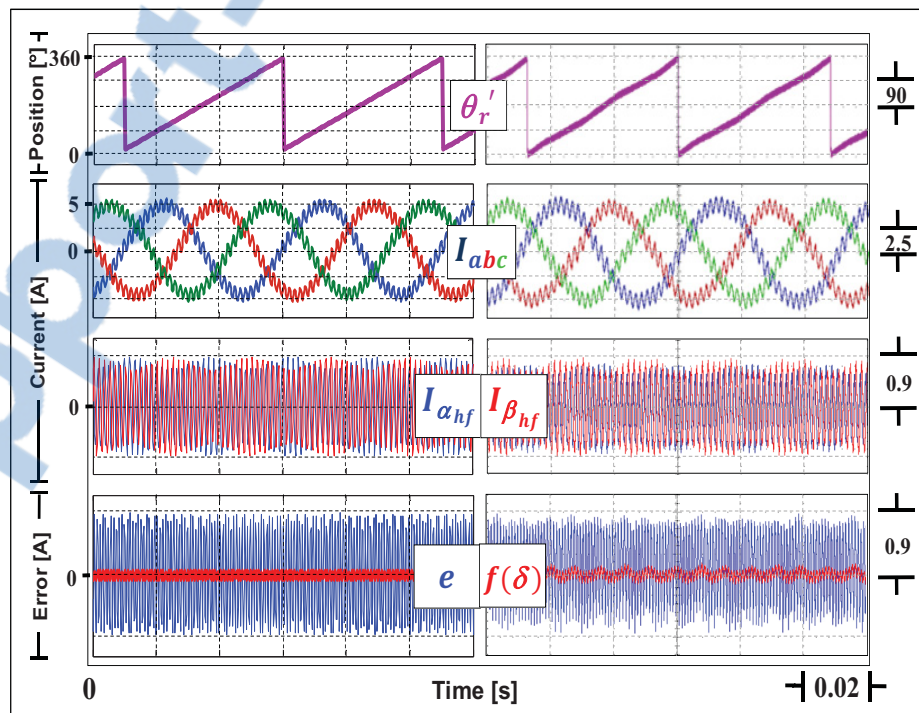 Position [°]
360
0
θr′
90
Current [A]
5
0
Iabc
2.5
0
Iαhf
Iβhf
0.9
Error [A]
0
e
f(δ)
0.9
0
Time [s]
0.02